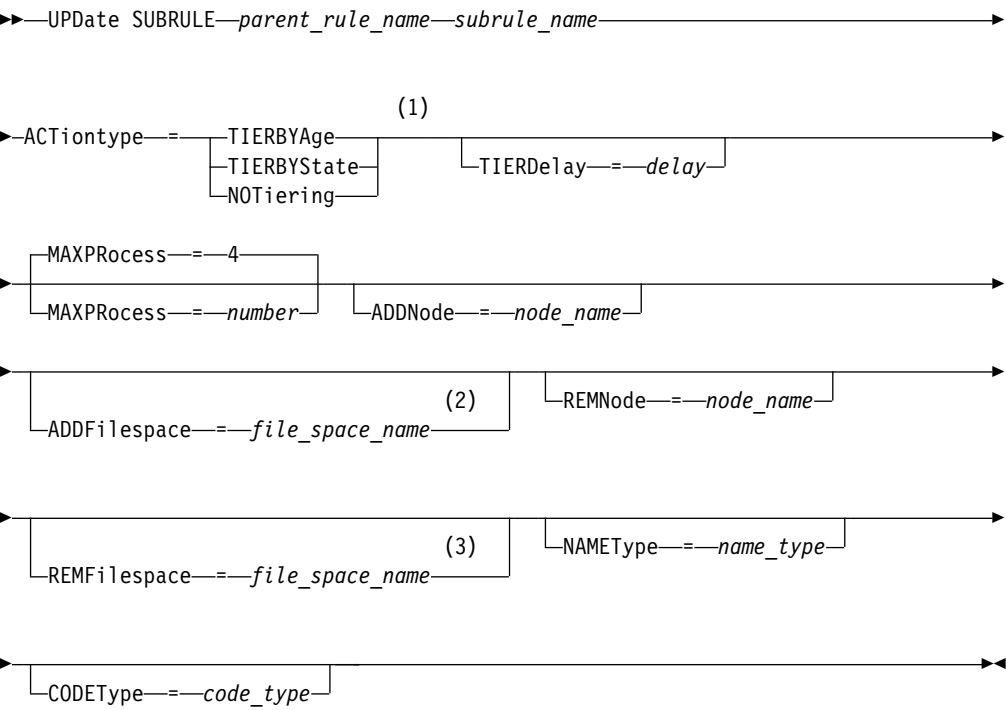 UPDate SUBRULE parent_rule_name subrule_name
(1)
ACTiontype = TIERBYAge
TIERBYState TIERDelay = delay
NOTiering
MAXPRocess = 4
MAXPRocess = number ADDNode = node_name
(2) REMNode = node_name
ADDFilespace = file_space_name
(3) NAMEType = name_type
REMFilespace = file_space_name
CODEType = code_type